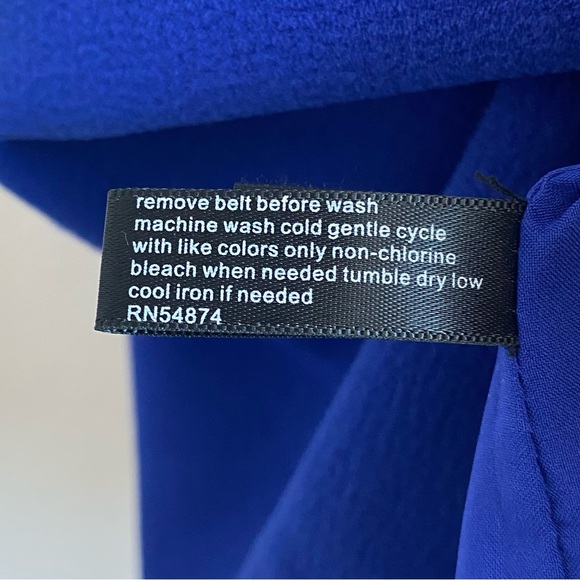 remove belt before wash
machine wash cold gentle cycle
with like colors only non-chlorine
bleach when needed tumble dry low
cool iron if needed
RN54874